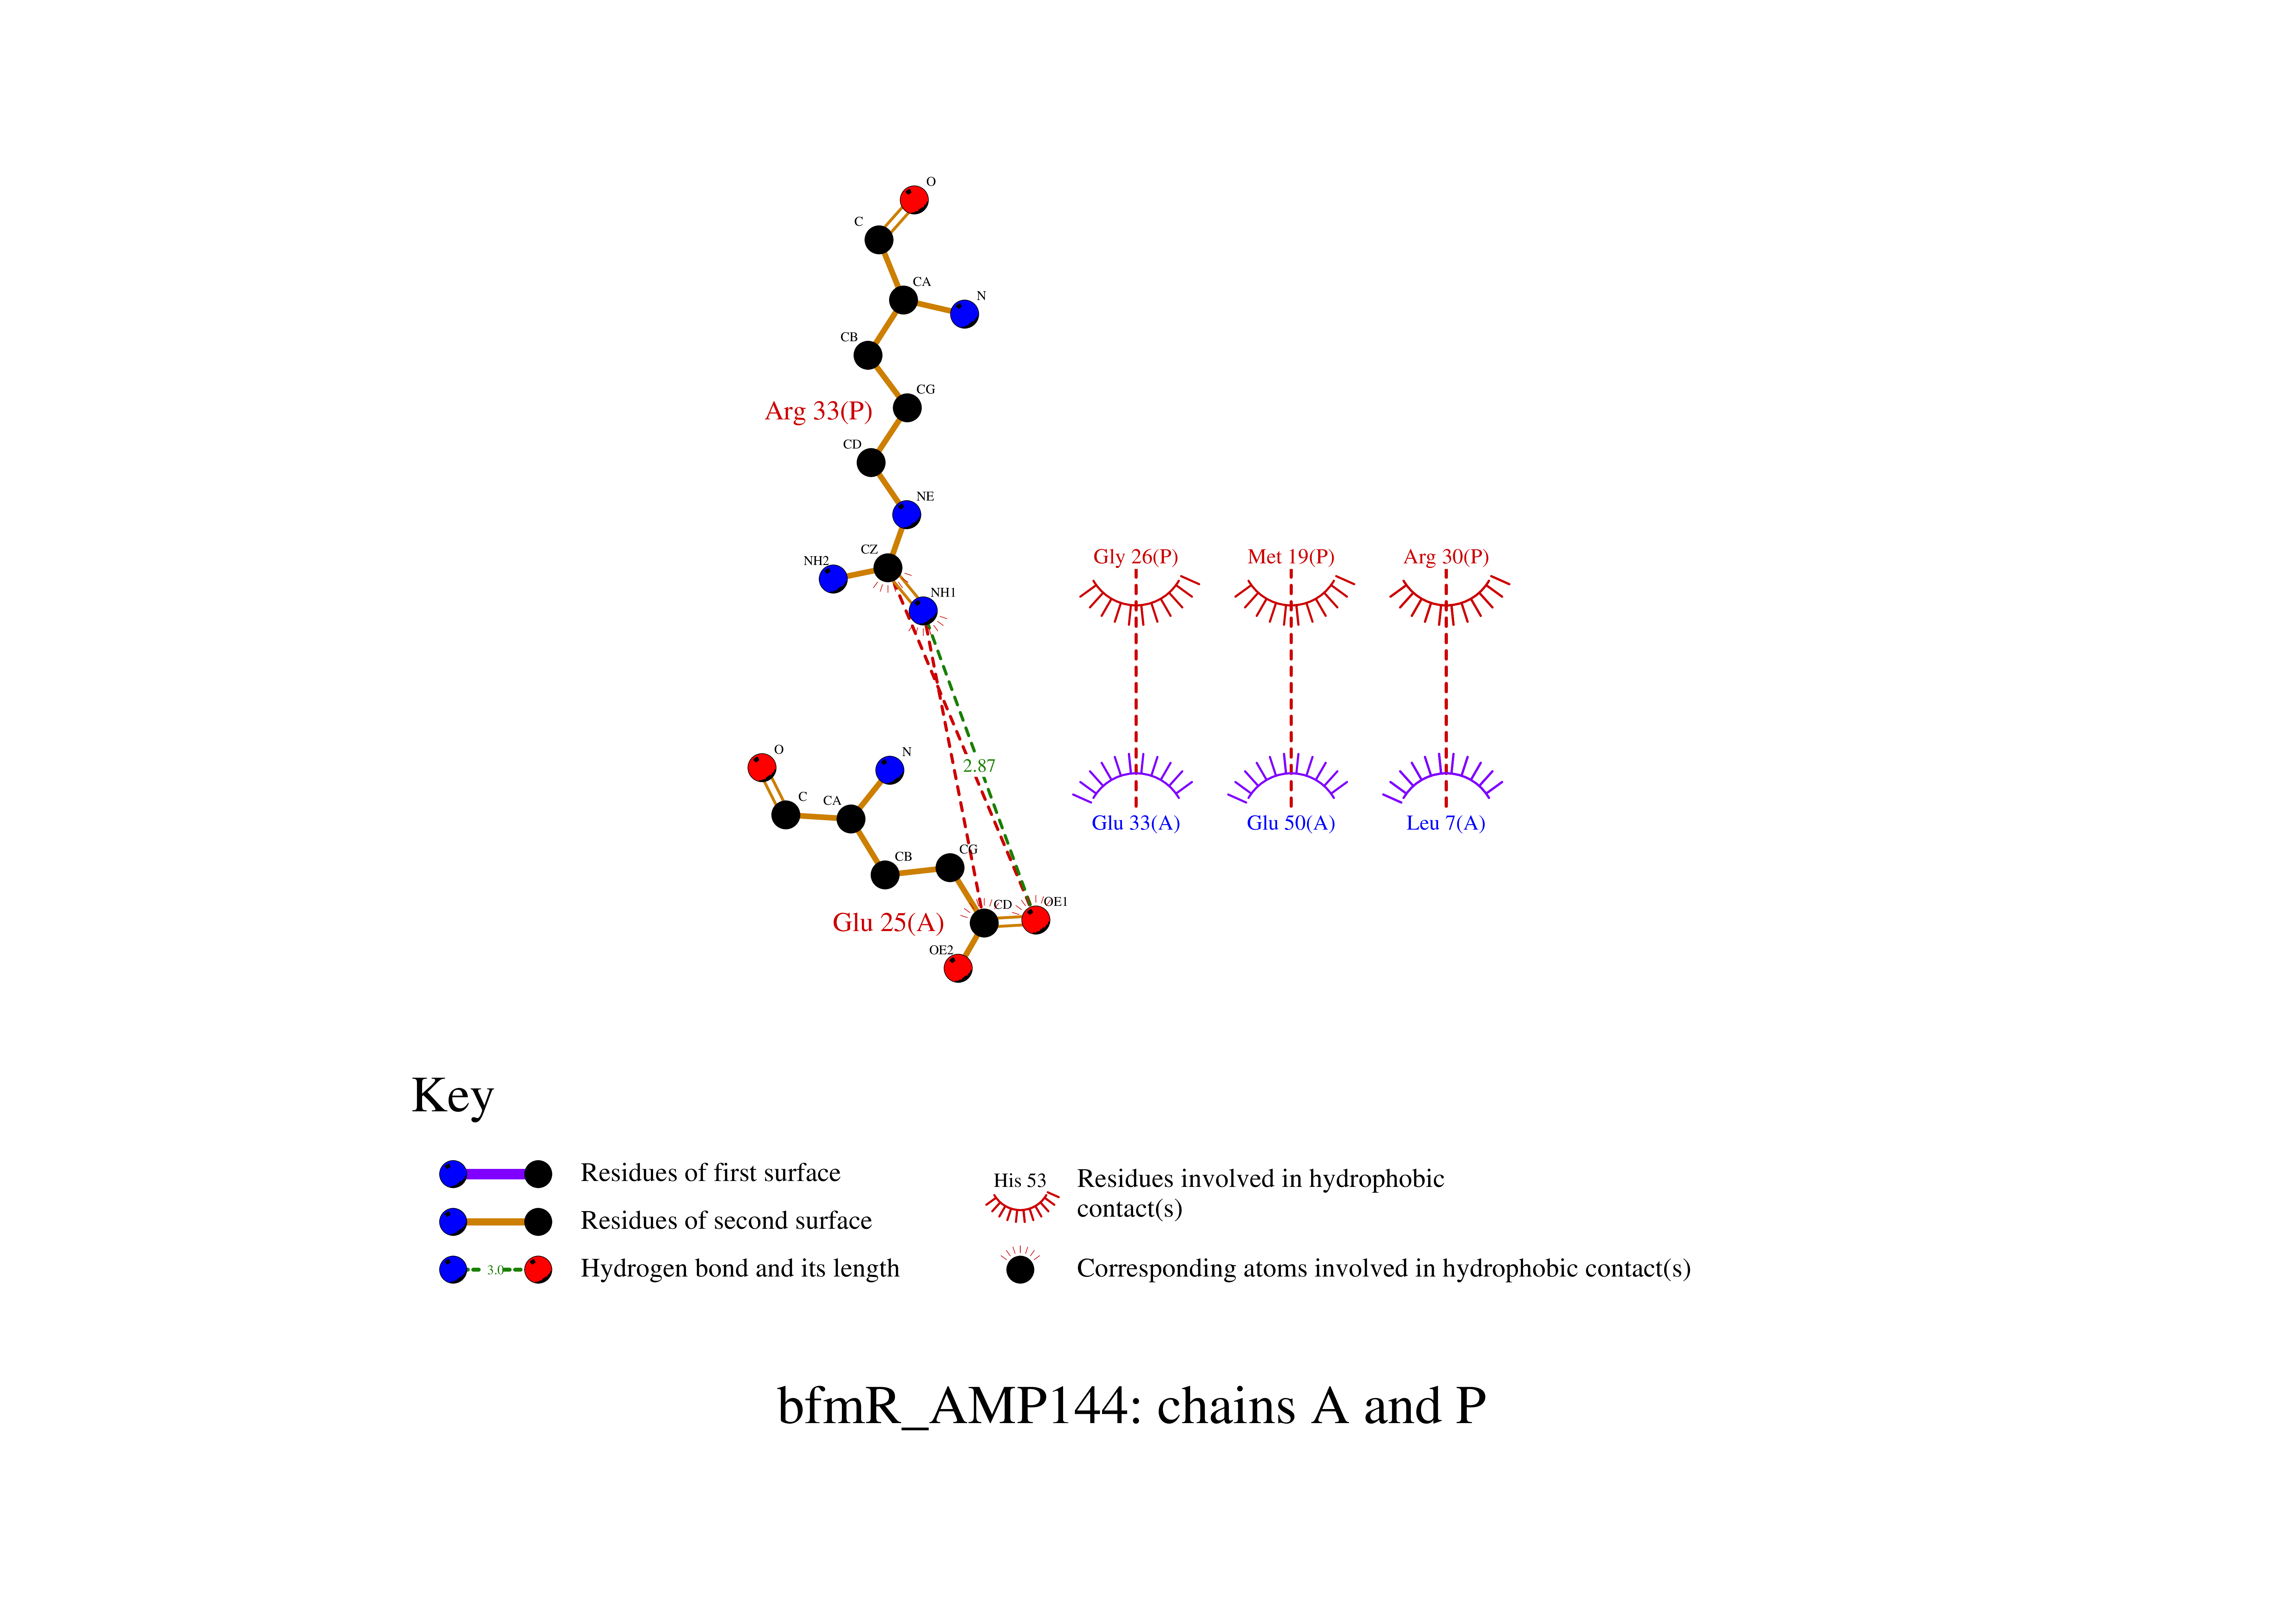 O
C
CA
N
CB
CG
Arg 33(P)
CD
NE
CZ
NH2
NH1
Gly 26(P) Met 19(P) Arg 30(P)
2.87
O
N
C
CA
CB
CG
Glu 33(A) Glu 50(A) Leu 7(A)
CD
OE1
Glu 25(A)
OE2
Key
Residues of first surface
Residues of second surface
3.0
Hydrogen bond and its length
His 53
Residues involved in hydrophobic
contact(s)
Corresponding atoms involved in hydrophobic contact(s)
bfmR_AMP144: chains A and P